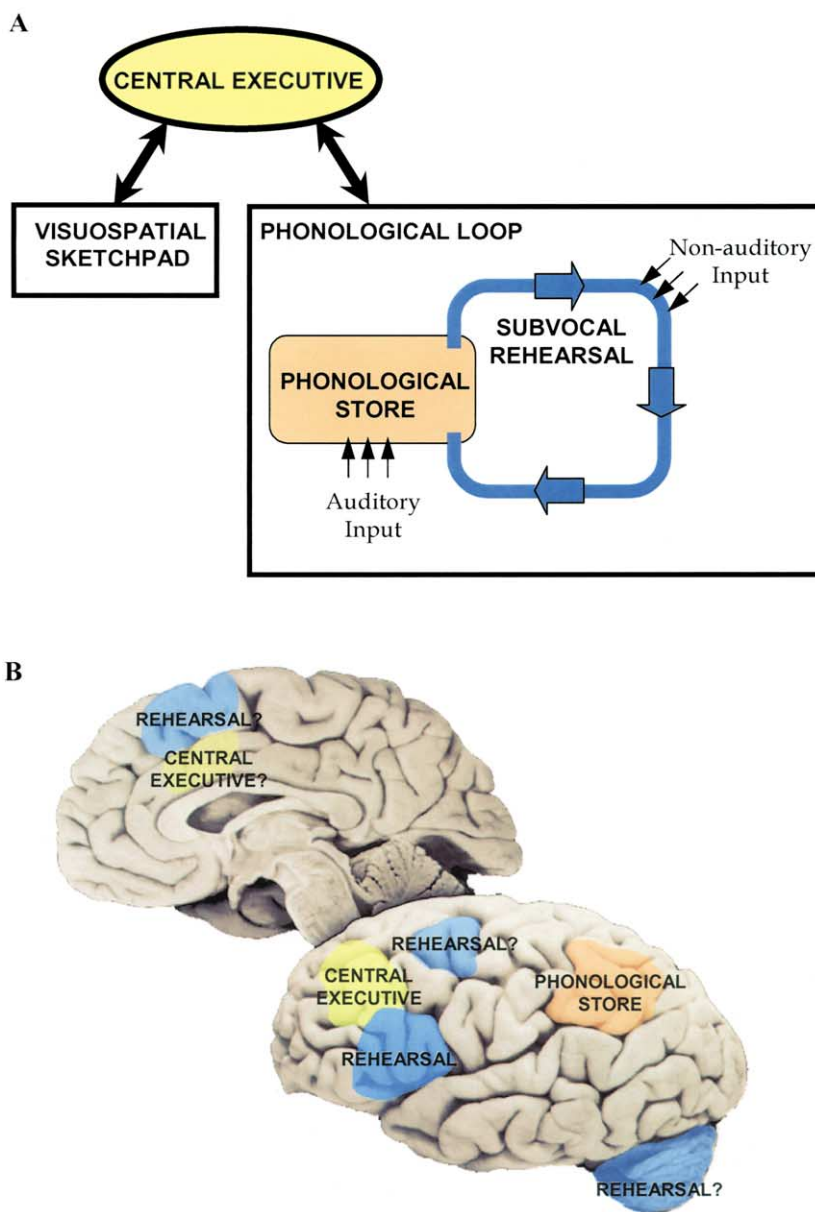 A
CENTRAL EXECUTIVE
VISUOSPATIAL
SKETCHPAD
PHONOLOGICAL LOOP
Non-auditory
Input
SUBVOCAL
REHEARSAL
PHONOLOGICAL
STORE
Auditory
Input
B
REHEARSAL?
CENTRAL
EXECUTIVE?
REHEARSAL?
CENTRAL
EXECUTIVE
PHONOLOGICAL
STORE
REHEARSAL
REHEARSAL?